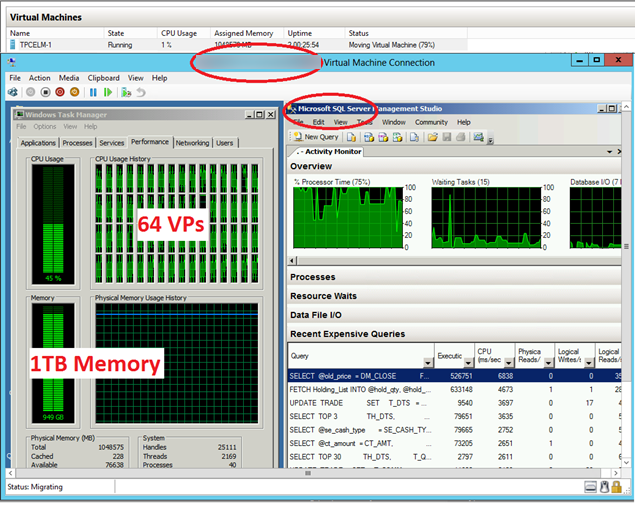 Virtual Machines
Name State CPU Usage Assigned Memory Uptime Status
TPCELM-1 Running 1 % 1048576 MB 2.00:25:54 Moving Virtual Machine (79%)
Virtual Machine Connection
File Action Media Clipboard View Help
Windows Task Manager
File Options View Help
Applications Processes Services Performance Networking Users
CPU Usage CPU Usage History
45 %
64 VPs
Memory Physical Memory Usage History
949 GB
1TB Memory
Physical Memory (MB)
Total 1048575
Cached 228
Available 76638
System
Handles 25111
Threads 2169
Processes 40
Microsoft SQL Server Management Studio
File Edit View Tools Window Community Help
New Query
. - Activity Monitor
Overview
% Processor Time (75%) Waiting Tasks (15) Database I/O (7
100 100 100
80 80 80
60 60 60
40 40 40
20 20 20
0 0 0
Processes
Resource Waits
Data File I/O
Recent Expensive Queries
Query Executic CPU (ms/sec Physica Reads/ Logical Writes/s Logical Reads/
SELECT @old_price = DM_CLOSE F... 526751 6838 0 0 35
FETCH Holding_List INTO @hold_qty, @hold_... 633148 4673 1 1 28
UPDATE TRADE SET T_DTS = ... 9540 3697 0 17 4
SELECT TOP 3 TH_DTS, ... 79651 3635 0 0
SELECT @se_cash_type = SE_CASH_TY... 79665 2752 0 0
SELECT @ct_amount = CT_AMT, ... 73205 2651 1 0
SELECT TOP 30 T_DTS, T_Q... 2797 2611 0 0
Status: Migrating